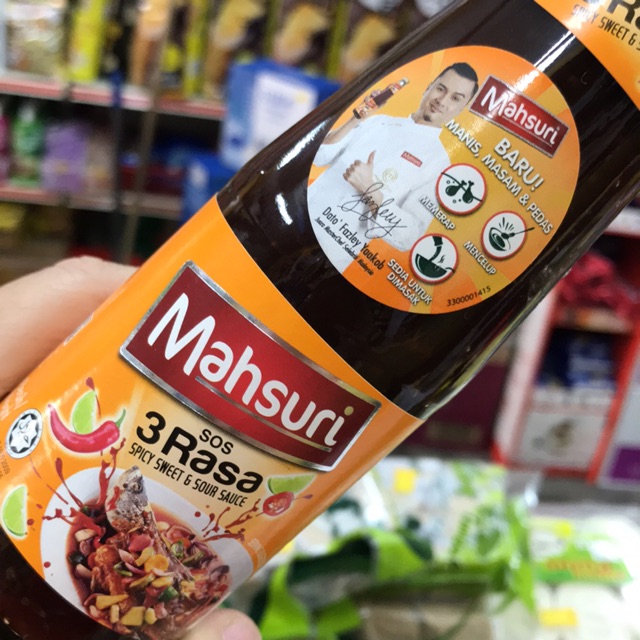 Mahsuri
BARU!
MANIS, MASAM & PEDAS
MENERAP
MENCELUP
SEDIA UNTUK
DIMASAK
Dato' Fazley Yaakob
3300001415
Mahsuri
SOS
3 Rasa
SPICY SWEET & SOUR SAUCE
Rasa
SPICY SWEET &